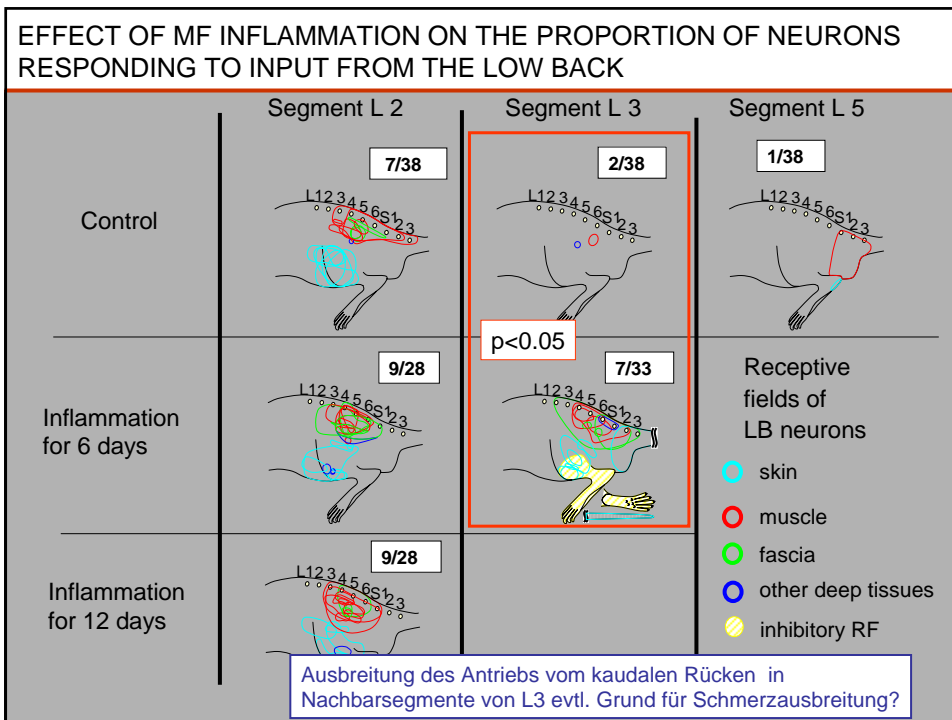 EFFECT OF MF INFLAMMATION ON THE PROPORTION OF NEURONS
RESPONDING TO INPUT FROM THE LOW BACK
Segment L 2
Segment L 3
Segment L 5
Control
7/38
L1 2 3 4 5 6 S1 2 3
2/38
L1 2 3 4 5 6 S1 2 3
1/38
L1 2 3 4 5 6 S1 2 3
p<0.05
Inflammation
for 6 days
9/28
L1 2 3 4 5 6 S1 2 3
7/33
L1 2 3 4 5 6 S1 2 3
Receptive
fields of
LB neurons
skin
muscle
fascia
other deep tissues
inhibitory RF
Inflammation
for 12 days
9/28
L1 2 3 4 5 6 S1 2 3
Ausbreitung des Antriebs vom kaudalen Rücken in
Nachbarsegmente von L3 evtl. Grund für Schmerzausbreitung?